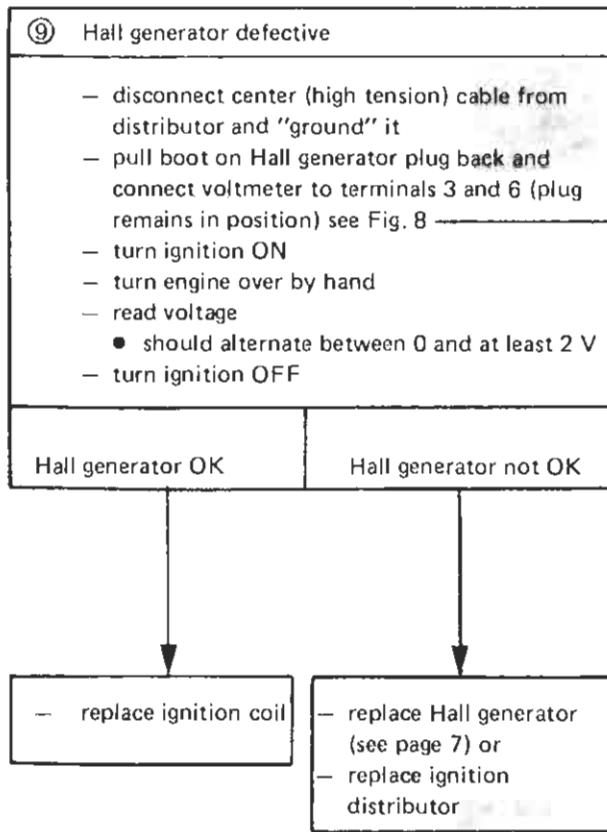 ⑨ Hall generator defective
– disconnect center (high tension) cable from
distributor and "ground" it
– pull boot on Hall generator plug back and
connect voltmeter to terminals 3 and 6 (plug
remains in position) see Fig. 8
– turn ignition ON
– turn engine over by hand
– read voltage
• should alternate between 0 and at least 2 V
– turn ignition OFF
Hall generator OK
Hall generator not OK
– replace ignition coil
– replace Hall generator
(see page 7) or
– replace ignition
distributor